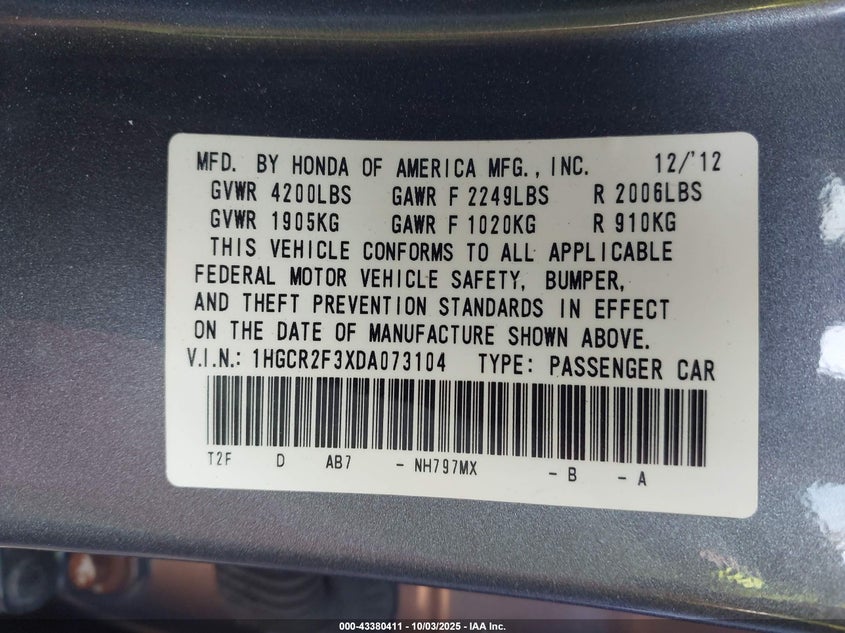 MFD. BY HONDA OF AMERICA MFG., INC. 12/'12
GVWR 4200LBS GAWR F 2249LBS R 2006LBS
GVWR 1905KG GAWR F 1020KG R 910KG
THIS VEHICLE CONFORMS TO ALL APPLICABLE
FEDERAL MOTOR VEHICLE SAFETY, BUMPER,
AND THEFT PREVENTION STANDARDS IN EFFECT
ON THE DATE OF MANUFACTURE SHOWN ABOVE.
V.I.N.: 1HGCR2F3XDA073104 TYPE: PASSENGER CAR
T2F D AB7 - NH797MX - B - A
000-43380411 - 10/03/2025 - IAA Inc.